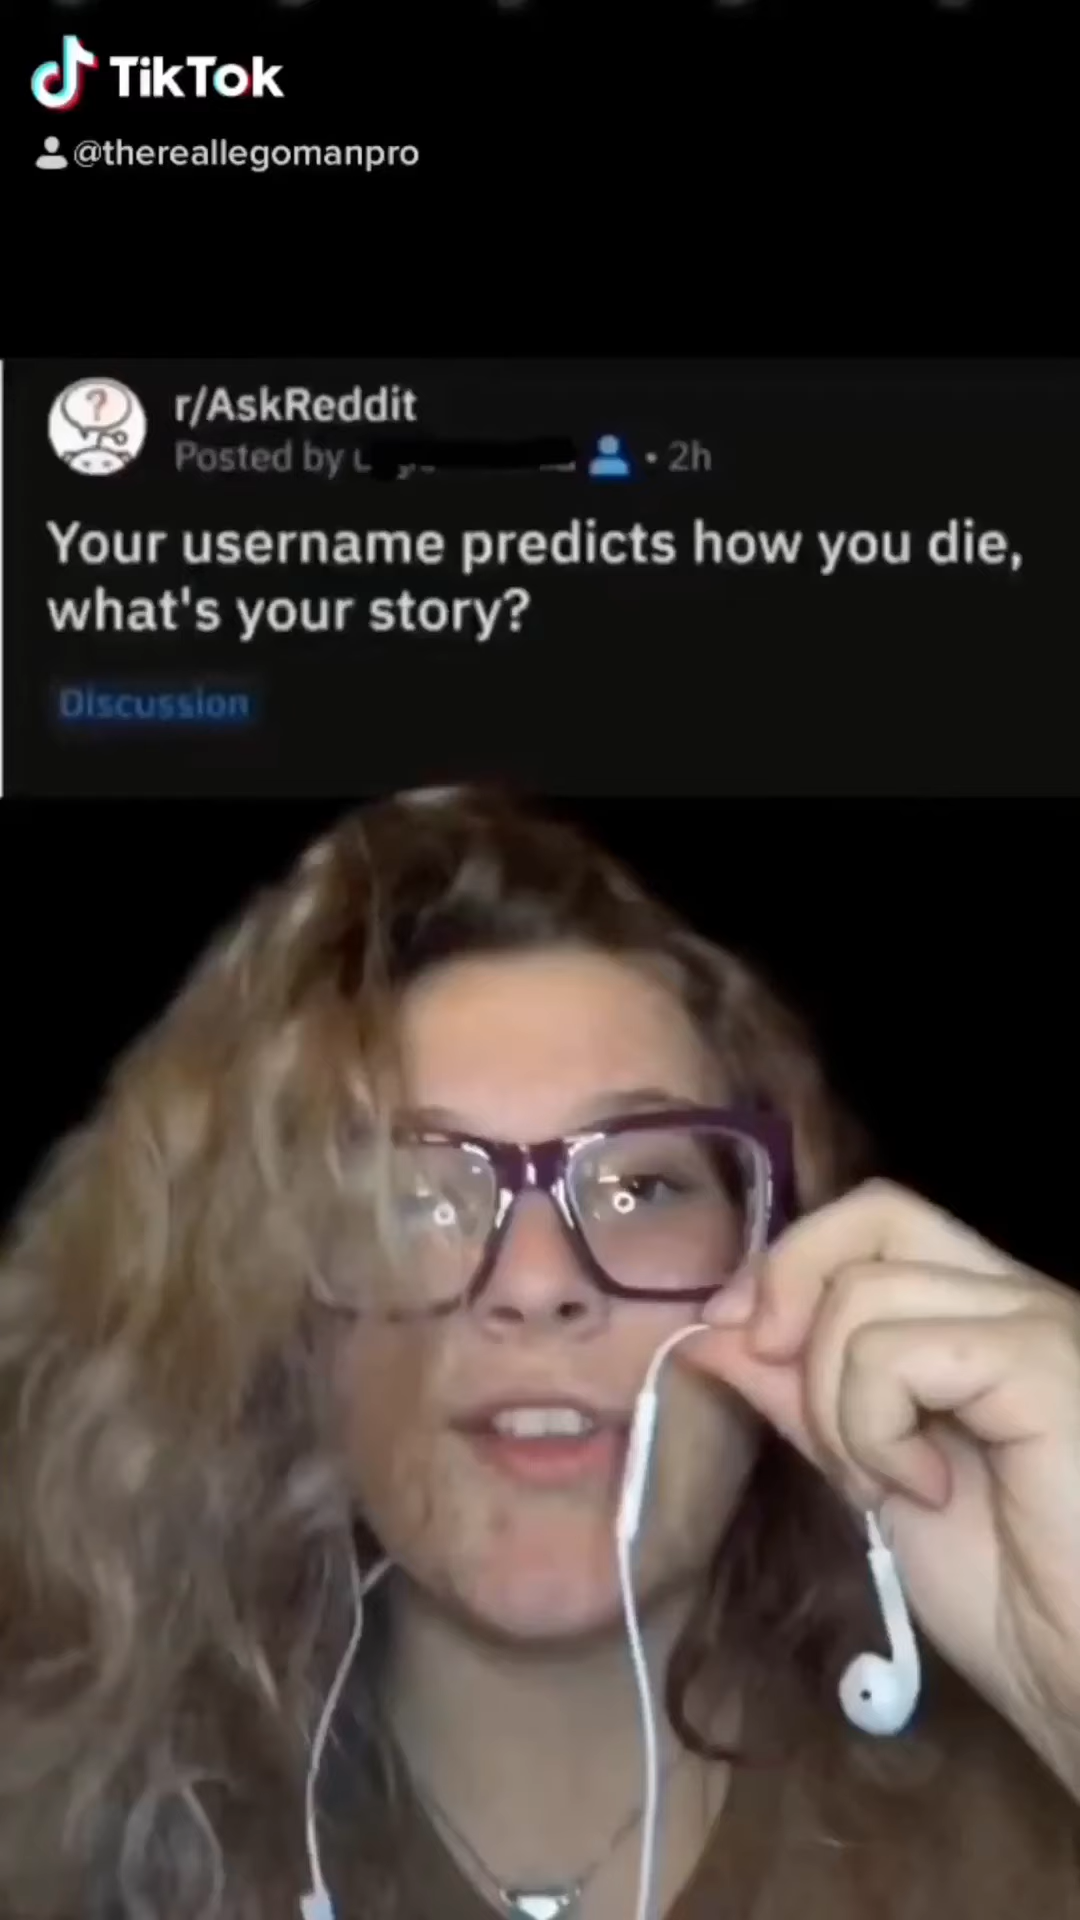 TikTok
@thereallegomanpro
r/AskReddit
Posted by • 2h
Your username predicts how you die,
what's your story?
Discussion